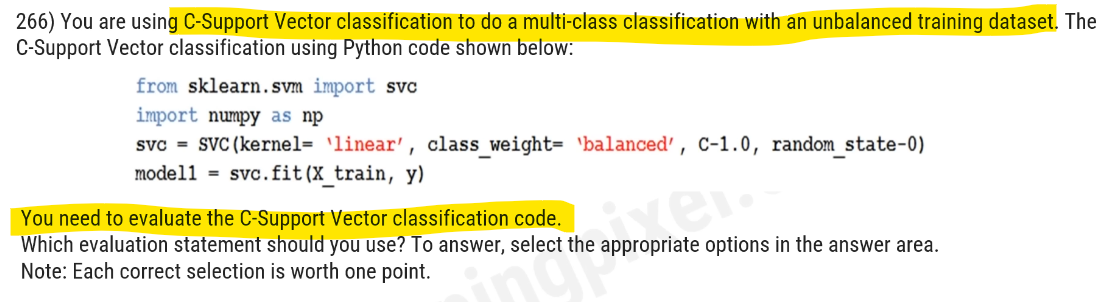 266) You are using C-Support Vector classification to do a multi-class classification with an unbalanced training dataset. The
C-Support Vector classification using Python code shown below:
from sklearn.svm import svc
import numpy as np
svc = SVC(kernel= 'linear', class_weight= 'balanced', C-1.0, random_state-0)
model1 = svc.fit(X_train, y)
You need to evaluate the C-Support Vector classification code.
Which evaluation statement should you use? To answer, select the appropriate options in the answer area.
Note: Each correct selection is worth one point.